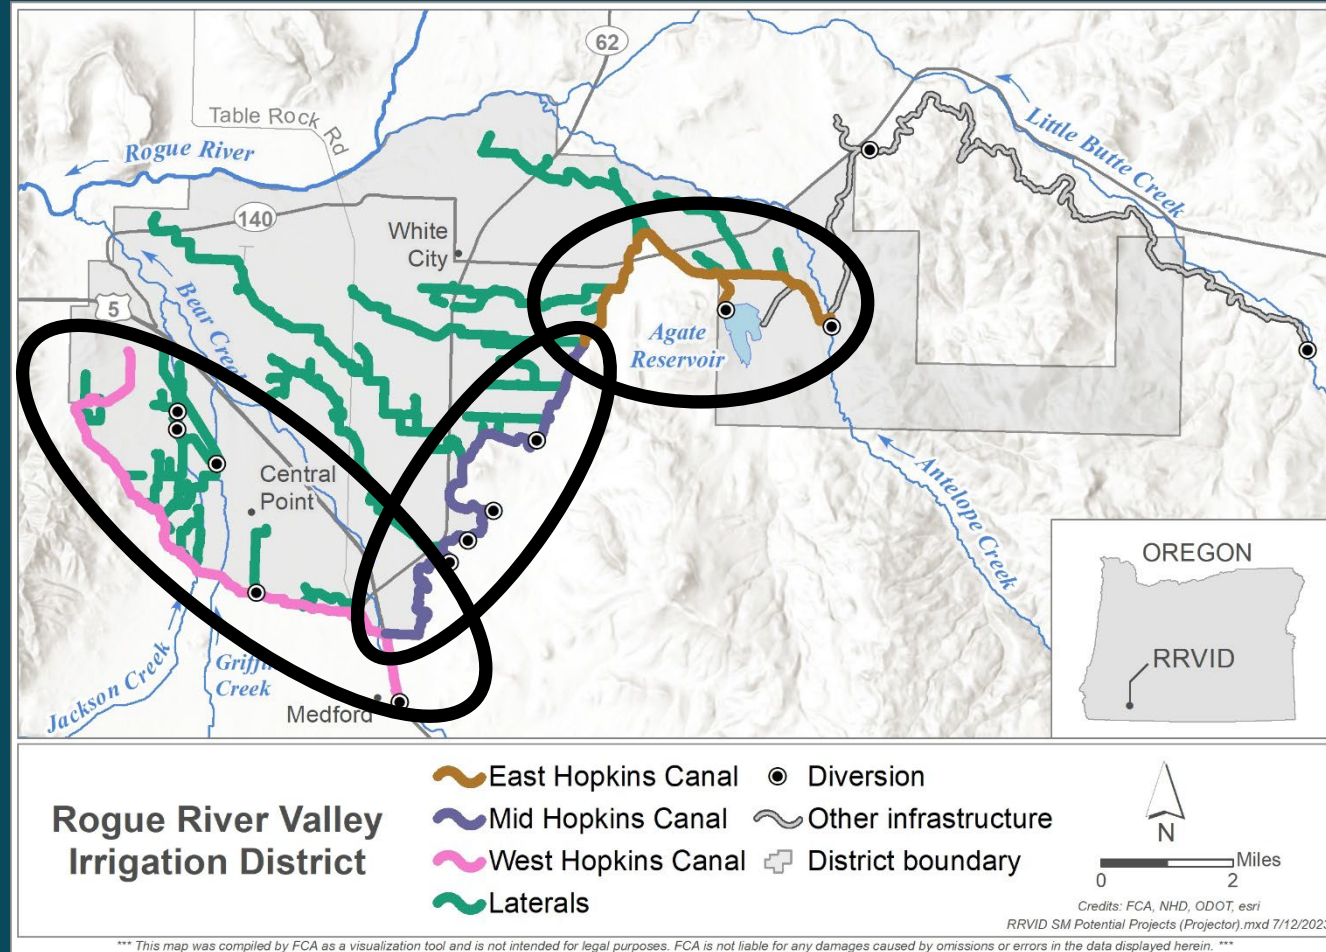 62
Table Rock Rd
Rogue River
Little Butte Creek
140
White
City
5
Bear Creek
Agate
Reservoir
Central
Point
Antelope Creek
OREGON
RRVID
Jackson Creek
Griffin
Creek
Medford
Rogue River Valley
Irrigation District
East Hopkins Canal
Mid Hopkins Canal
West Hopkins Canal
Laterals
Diversion
Other infrastructure
District boundary
N
Miles
0 2
Credits: FCA, NHD, ODOT, esri
RRVID SM Potential Projects (Projector).mxd 7/12/2023
*** This map was compiled by FCA as a visualization tool and is not intended for legal purposes. FCA is not liable for any damages caused by omissions or errors in the data displayed herein. ***